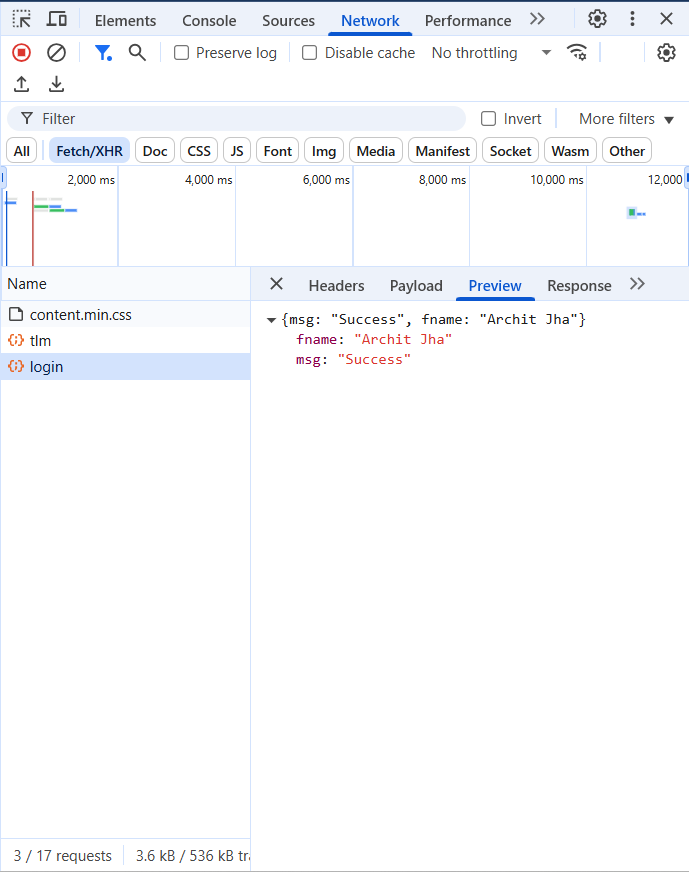 Elements Console Sources Network Performance
Preserve log Disable cache No throttling
Filter Invert More filters
All Fetch/XHR Doc CSS JS Font Img Media Manifest Socket Wasm Other
2,000 ms 4,000 ms 6,000 ms 8,000 ms 10,000 ms 12,000
Name
content.min.css
tlm
login
Headers Payload Preview Response
{msg: "Success", fname: "Archit Jha"}
fname: "Archit Jha"
msg: "Success"
3 / 17 requests 3.6 kB / 536 kB tra